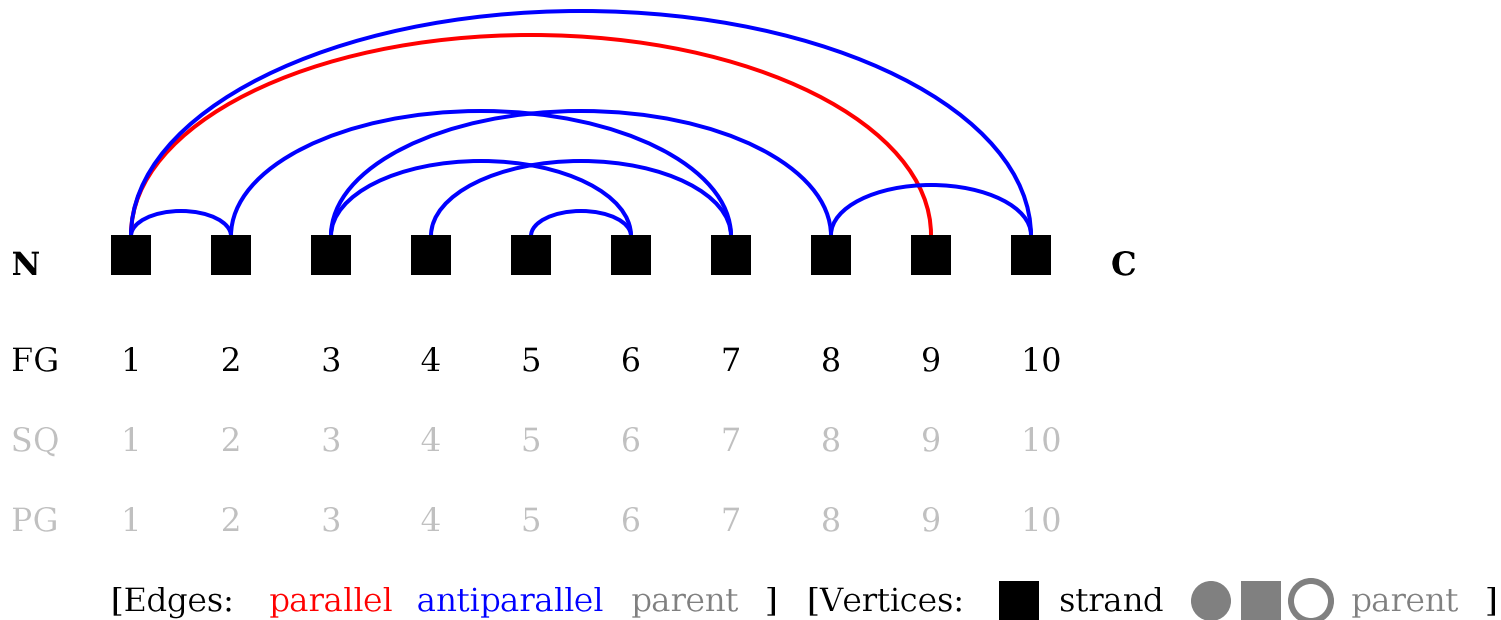 N C
FG 1 2 3 4 5 6 7 8 9 10
SQ 1 2 3 4 5 6 7 8 9 10
PG 1 2 3 4 5 6 7 8 9 10
[Edges: parallel antiparallel parent ] [Vertices: strand parent ]